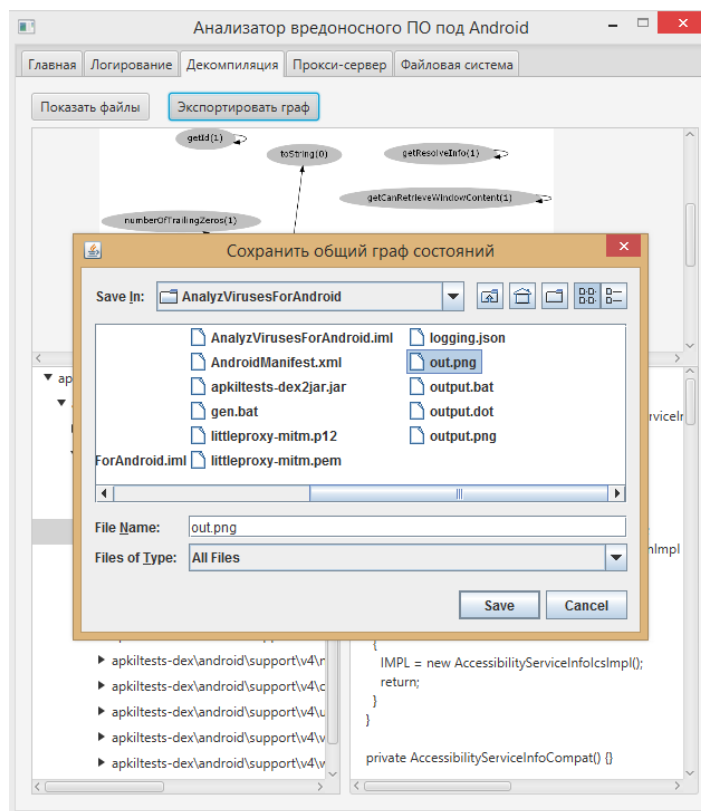 Анализатор вредоносного ПО под Android
Главная Логирование Декомпиляция Прокси-сервер Файловая система
Показать файлы Экспортировать граф
getId(1)
toString(0) getResolveInfo(1)
getCanRetrieveWindowContent(1)
numberOfTrailingZeros(1)
Сохранить общий граф состояний
Save In: AnalyzVirusesForAndroid
AnalyzVirusesForAndroid.iml logging.json
AndroidManifest.xml out.png
apkiltests-dex2jar.jar output.bat
gen.bat output.dot
littleproxy-mitm.p12 output.png
ForAndroid.iml littleproxy-mitm.pem
File Name: out.png
Files of Type: All Files
Save Cancel
{
apkiltests-dex\android\support\v4\r IMPL = new AccessibilityServiceInfoIcsImpl();
apkiltests-dex\android\support\v4\c return;
apkiltests-dex\android\support\v4\u }
apkiltests-dex\android\support\v4\v }
apkiltests-dex\android\support\v4\w private AccessibilityServiceInfoCompat() {}